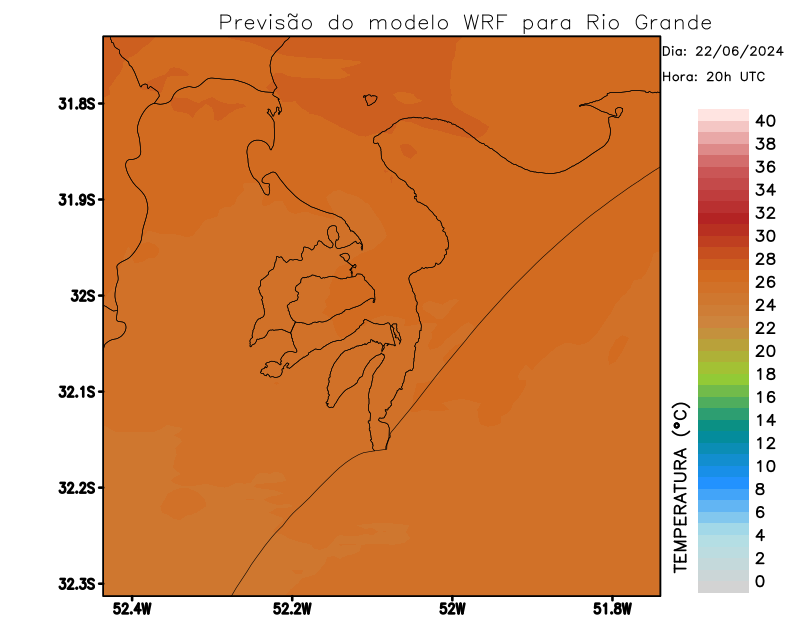 Previsão do modelo WRF para Rio Grande
Dia: 22/06/2024
Hora: 20h UTC
31.8S
31.9S
32S
32.1S
32.2S
32.3S
52.4W
52.2W
52W
51.8W
TEMPERATURA (°C)
40
38
36
34
32
30
28
26
24
22
20
18
16
14
12
10
8
6
4
2
0